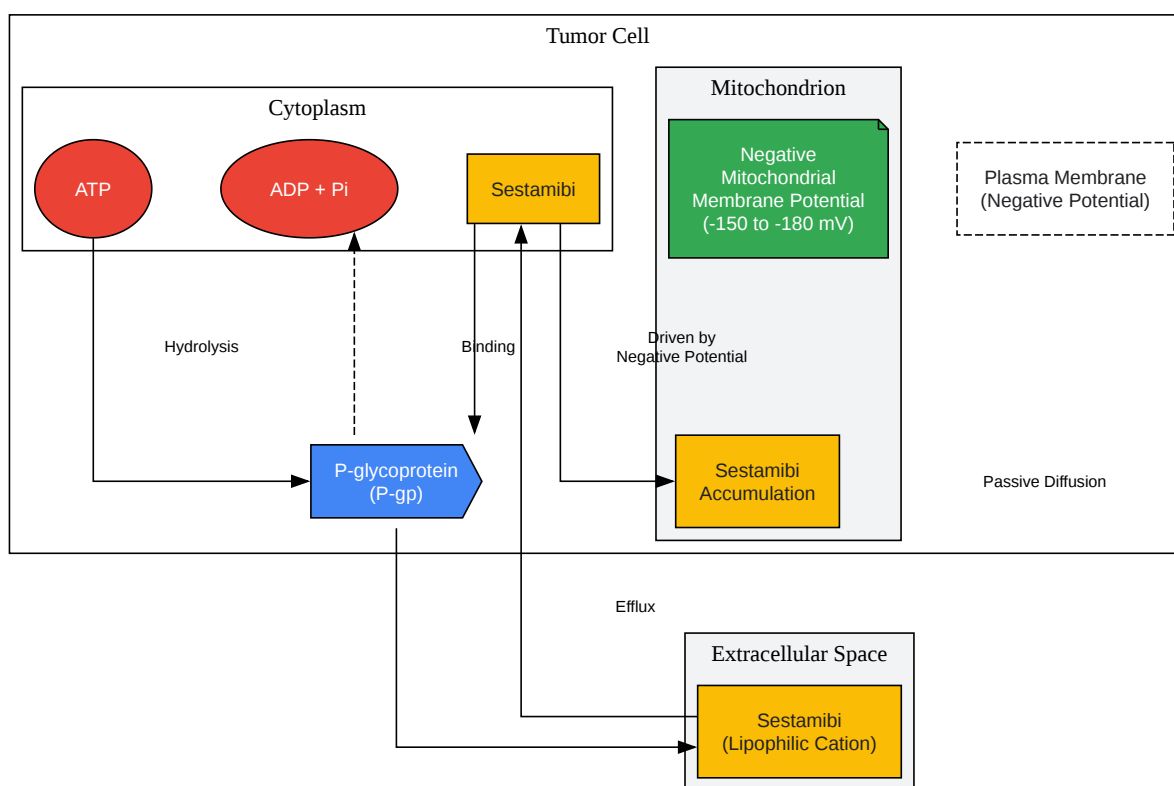 Tumor Cell
Cytoplasm
Mitochondrion
ATP
ADP + Pi
Sestamibi
Negative
Mitochondrial
Membrane Potential
(-150 to -180 mV)
Plasma Membrane
(Negative Potential)
Hydrolysis
Binding
Driven by
Negative Potential
P-glycoprotein
(P-gp)
Sestamibi
Accumulation
Passive Diffusion
Efflux
Extracellular Space
Sestamibi
(Lipophilic Cation)